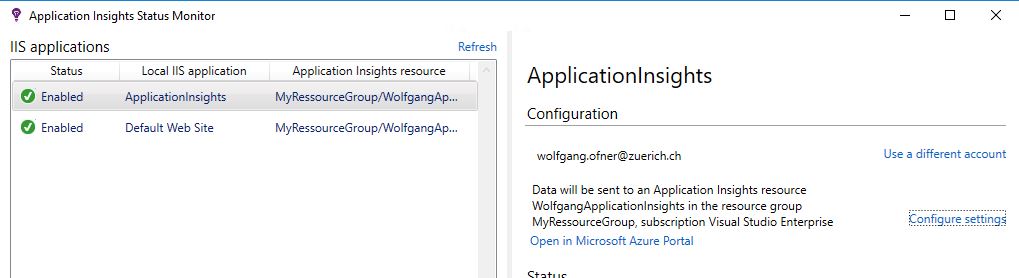 Application Insights Status Monitor
IIS applications
Refresh
Status Local IIS application Application Insights resource
Enabled ApplicationInsights MyRessourceGroup/WolfgangAp...
Enabled Default Web Site MyRessourceGroup/WolfgangAp...
ApplicationInsights
Configuration
wolfgang.ofner@zuerich.ch
Use a different account
Data will be sent to an Application Insights resource
WolfgangApplicationInsights in the resource group
MyRessourceGroup, subscription Visual Studio Enterprise
Configure settings
Open in Microsoft Azure Portal
Status